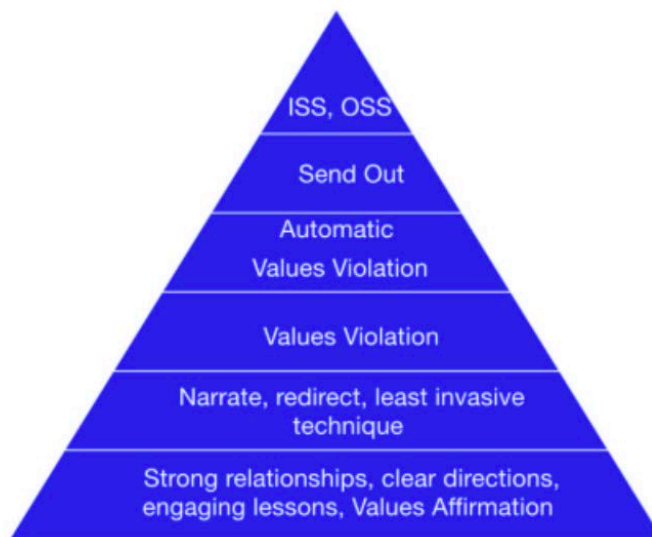 ISS, OSS
Send Out
Automatic
Values Violation
Values Violation
Narrate, redirect, least invasive
technique
Strong relationships, clear directions,
engaging lessons, Values Affirmation